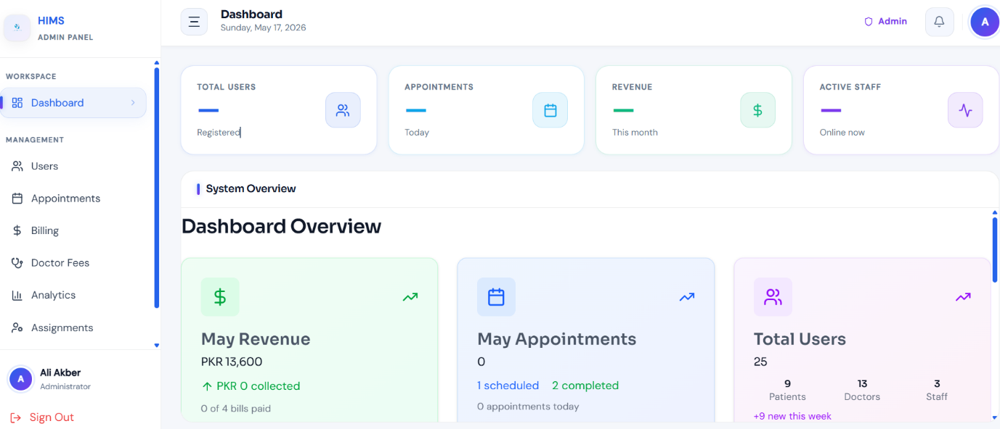 HIMS
ADMIN PANEL
WORKSPACE
Dashboard
MANAGEMENT
Users
Appointments
Billing
Doctor Fees
Analytics
Assignments
A
Ali Akber
Administrator
Sign Out
Dashboard
Sunday, May 17, 2026
Admin
A
TOTAL USERS
—
Registered
APPOINTMENTS
—
Today
REVENUE
—
This month
ACTIVE STAFF
—
Online now
System Overview
Dashboard Overview
May Revenue
PKR 13,600
↑ PKR 0 collected
0 of 4 bills paid
May Appointments
0
1 scheduled 2 completed
0 appointments today
Total Users
25
9 13 3
Patients Doctors Staff
+9 new this week